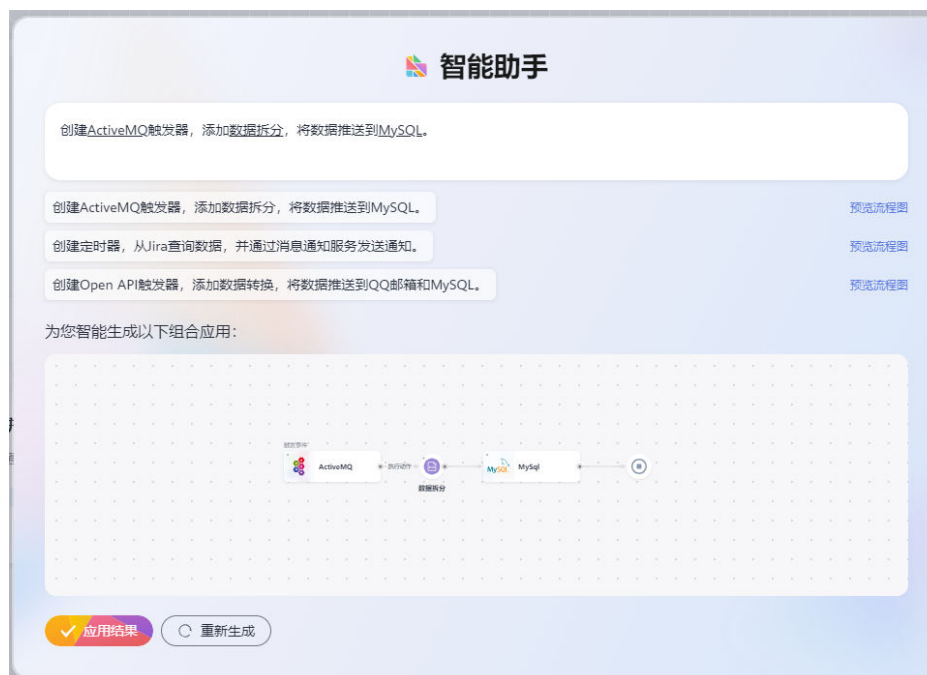 智能助手
创建ActiveMQ触发器，添加数据拆分，将数据推送到MySQL。
创建ActiveMQ触发器，添加数据拆分，将数据推送到MySQL。 预览流程图
创建定时器，从Jira查询数据，并通过消息通知服务发送通知。 预览流程图
创建Open API触发器，添加数据转换，将数据推送到QQ邮箱和MySQL。 预览流程图
为您智能生成以下组合应用：
触发事件
ActiveMQ 执行动作 MySQL MySql
数据拆分
应用结果 重新生成